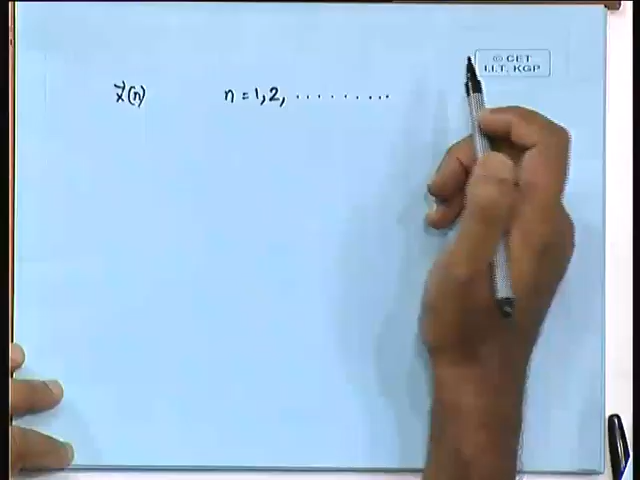 © CET
I.I.T. KGP
x⃗(n) n = 1, 2, ..........